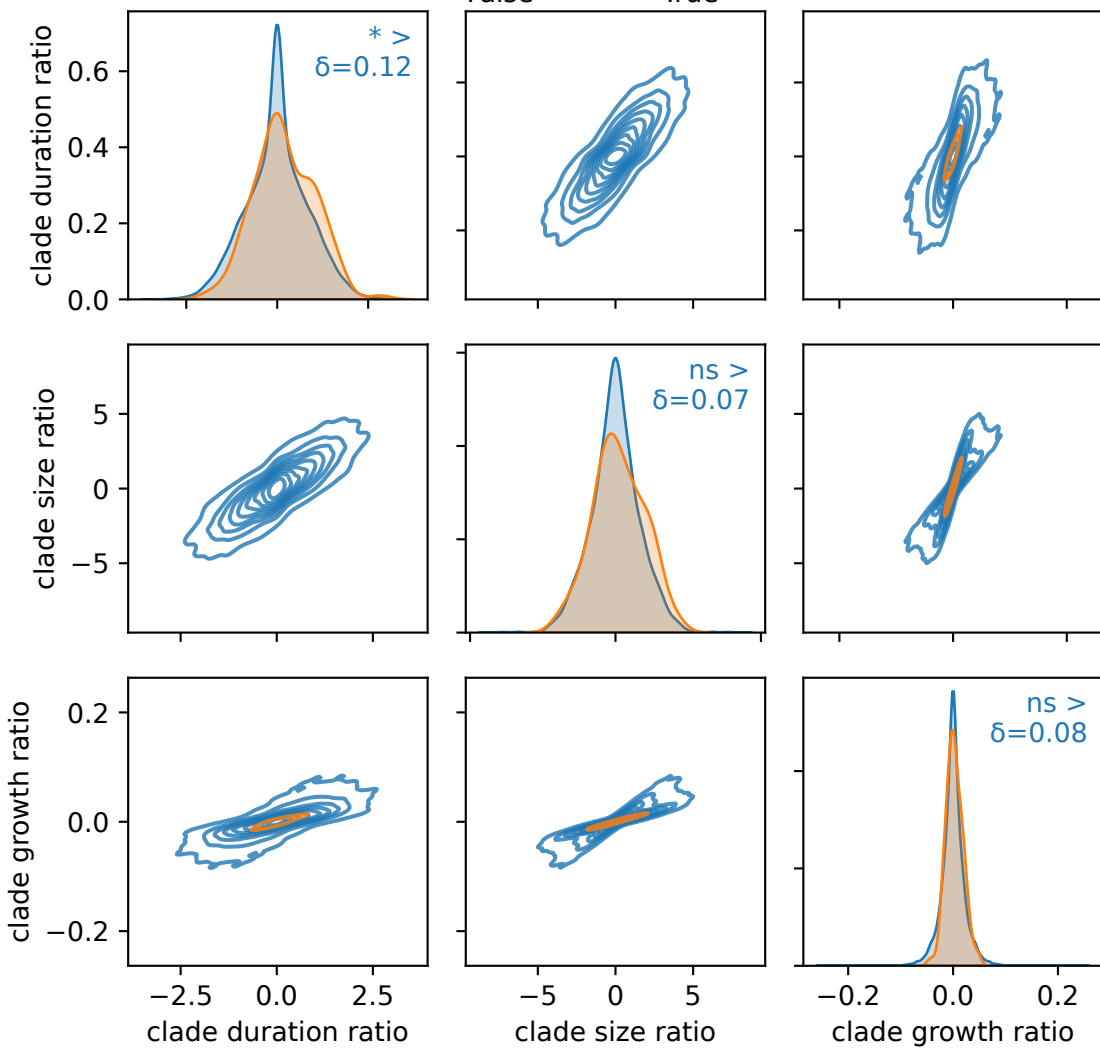 clade duration ratio
0.6
0.4
0.2
0.0
* >
δ=0.12
clade size ratio
5
0
−5
ns >
δ=0.07
clade growth ratio
0.2
0.0
−0.2
ns >
δ=0.08
−2.5 0.0 2.5
−5 0 5
−0.2 0.0 0.2
clade duration ratio
clade size ratio
clade growth ratio